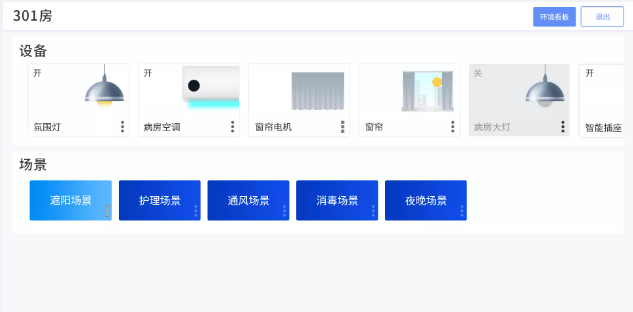 301房
环境看板
退出
设备
开
开
关
开
氛围灯
病房空调
窗帘电机
窗帘
病房大灯
智能插座
场景
遮阳场景
护理场景
通风场景
消毒场景
夜晚场景